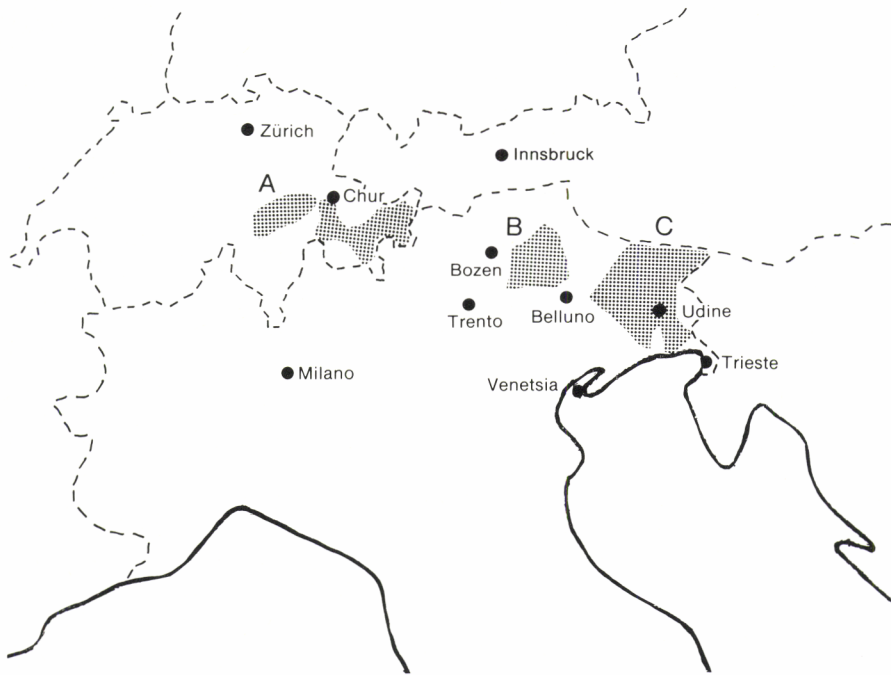 Zürich
Innsbruck
A
Chur
B
C
Bozen
Trento
Belluno
Udine
Milano
Venetsia
Trieste